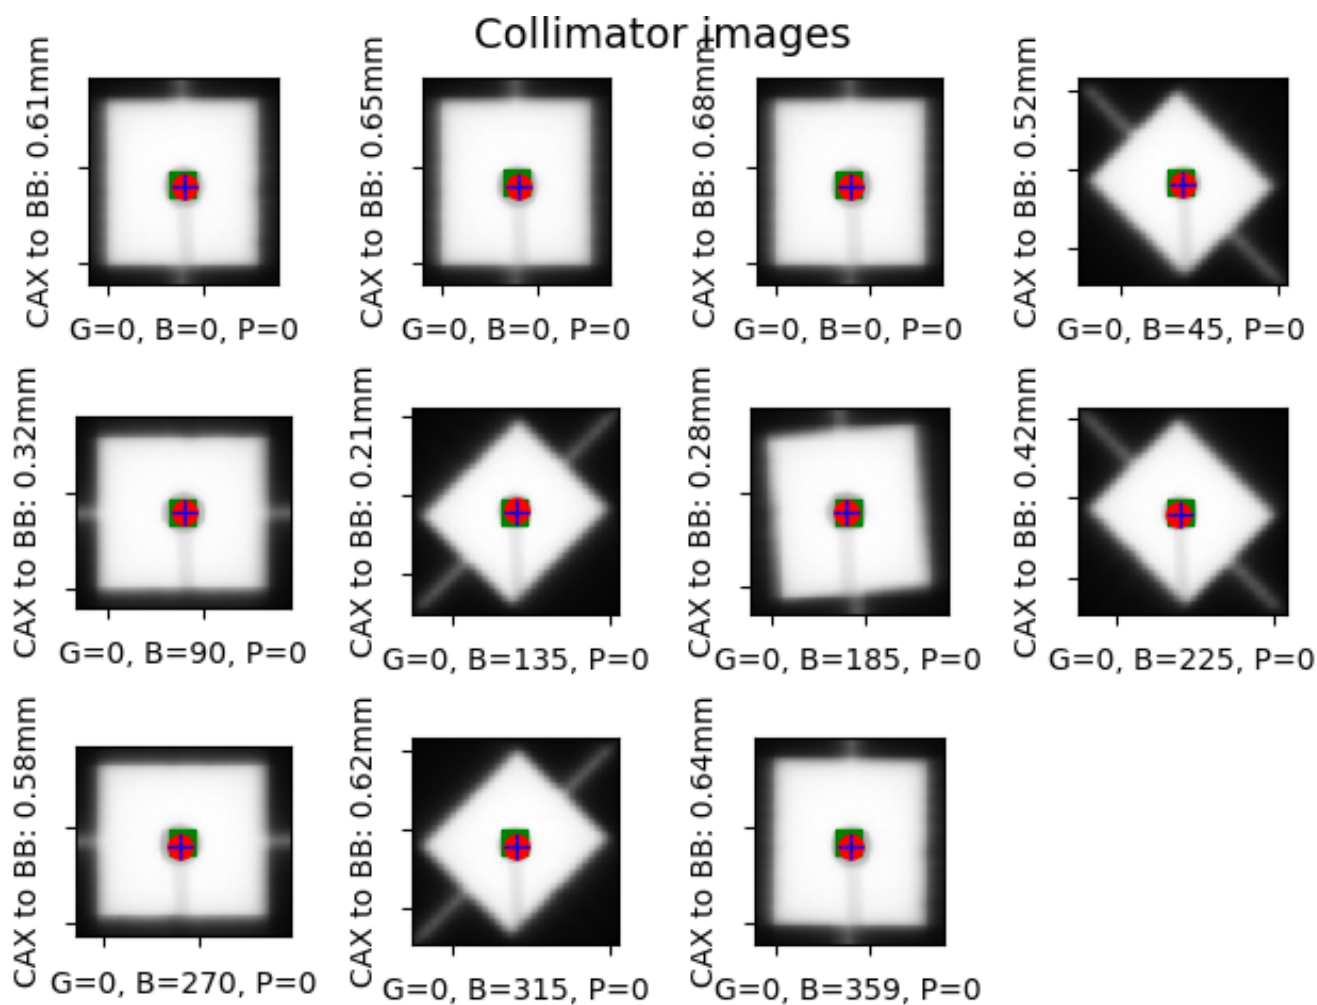 Collimator images
CAX to BB: 0.61mm
G=0, B=0, P=0
CAX to BB: 0.65mm
G=0, B=0, P=0
CAX to BB: 0.68mm
G=0, B=0, P=0
CAX to BB: 0.52mm
G=0, B=45, P=0
CAX to BB: 0.32mm
G=0, B=90, P=0
CAX to BB: 0.21mm
G=0, B=135, P=0
CAX to BB: 0.28mm
G=0, B=185, P=0
CAX to BB: 0.42mm
G=0, B=225, P=0
CAX to BB: 0.58mm
G=0, B=270, P=0
CAX to BB: 0.62mm
G=0, B=315, P=0
CAX to BB: 0.64mm
G=0, B=359, P=0